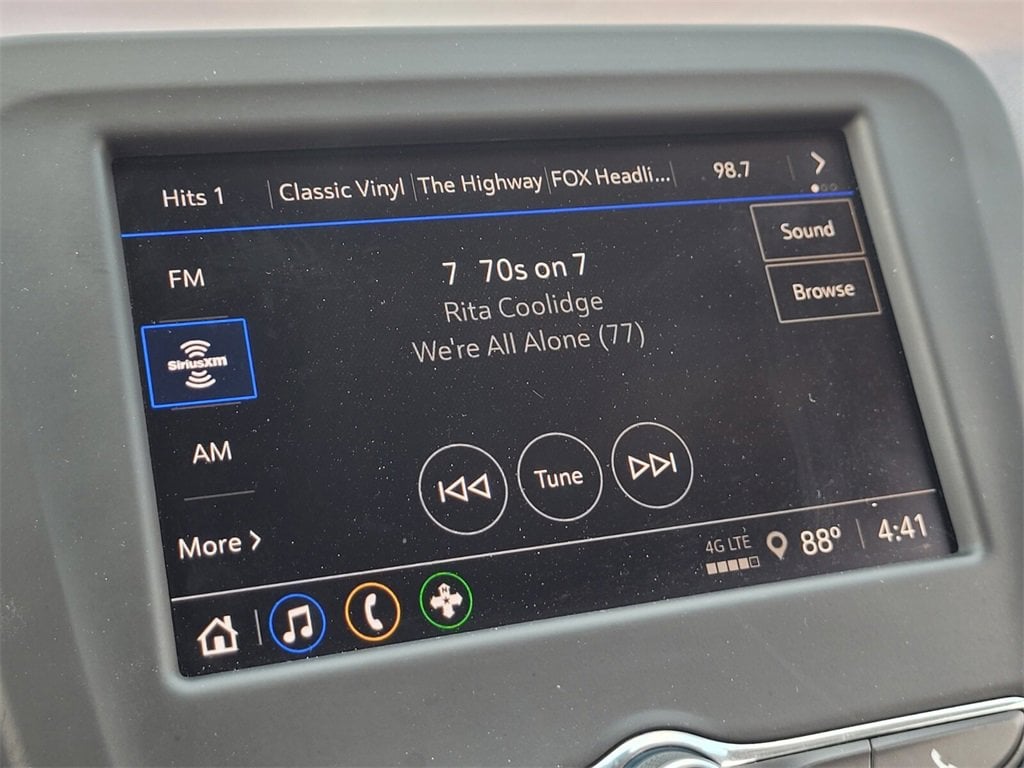 Hits 1
Classic Vinyl
The Highway
FOX Headli...
98.7
Sound
Browse
FM
7 70s on 7
Rita Coolidge
We're All Alone (77)
SiriusXM
AM
Tune
More
4G LTE
88°
4:41
N